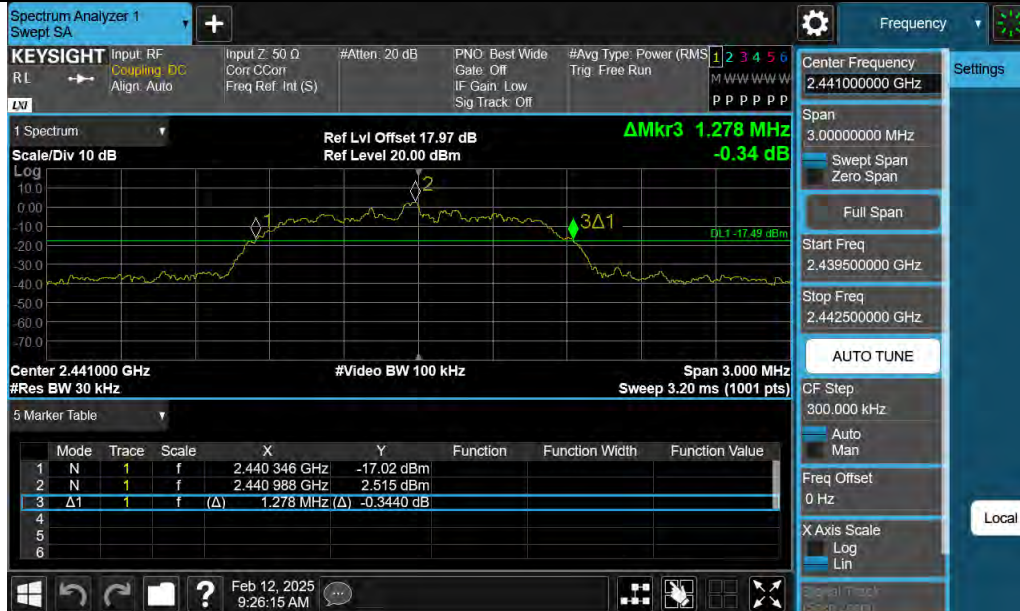 Spectrum Analyzer 1
Swept SA
+
Frequency
KEYSIGHT
RL
LXI
Input: RF
Coupling: DC
Align: Auto
Input Z: 50 Ω
Corr CCorr
Freq Ref: Int (S)
#Atten: 20 dB
PNO: Best Wide
Gate: Off
IF Gain: Low
Sig Track: Off
#Avg Type: Power (RMS
Trig: Free Run
1 2 3 4 5 6
M W W W W W
P P P P P P
1 Spectrum
Scale/Div 10 dB
Ref Lvl Offset 17.97 dB
Ref Level 20.00 dBm
ΔMkr3 1.278 MHz
-0.34 dB
Log
10.0
0.00
-10.0
-20.0
-30.0
-40.0
-50.0
-60.0
-70.0
1
2
3Δ1
DL1 -17.49 dBm
Center 2.441000 GHz
#Video BW 100 kHz
Span 3.000 MHz
#Res BW 30 kHz
Sweep 3.20 ms (1001 pts)
5 Marker Table
Mode Trace Scale X Y Function Function Width Function Value
1 N 1 f 2.440 346 GHz -17.02 dBm
2 N 1 f 2.440 988 GHz 2.515 dBm
3 Δ1 1 f (Δ) 1.278 MHz (Δ) -0.3440 dB
4
5
6
?
Feb 12, 2025
9:26:15 AM
Center Frequency
2.441000000 GHz
Span
3.00000000 MHz
Swept Span
Zero Span
Full Span
Start Freq
2.439500000 GHz
Stop Freq
2.442500000 GHz
AUTO TUNE
CF Step
300.000 kHz
Auto
Man
Freq Offset
0 Hz
X Axis Scale
Log
Lin
Signal Track
(Span Zoom)
Settings
Local